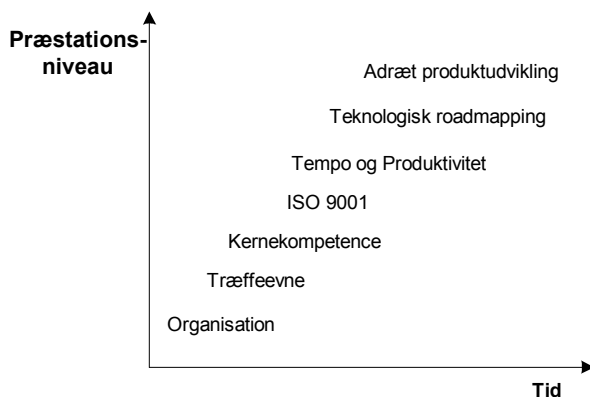 Præstations-
niveau
Adræt produktudvikling
Teknologisk roadmapping
Tempo og Produktivitet
ISO 9001
Kernekompetence
Træffeevne
Organisation
Tid